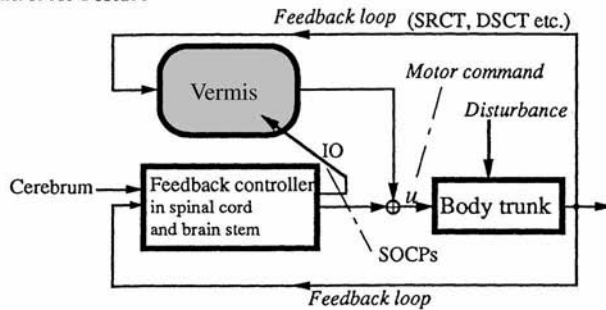 Feedback loop (SRCT, DSCT etc.)
Vermis
Motor command
Disturbance
IO
Cerebrum
Feedback controller
in spinal cord
and brain stem
u
Body trunk
SOCPs
Feedback loop